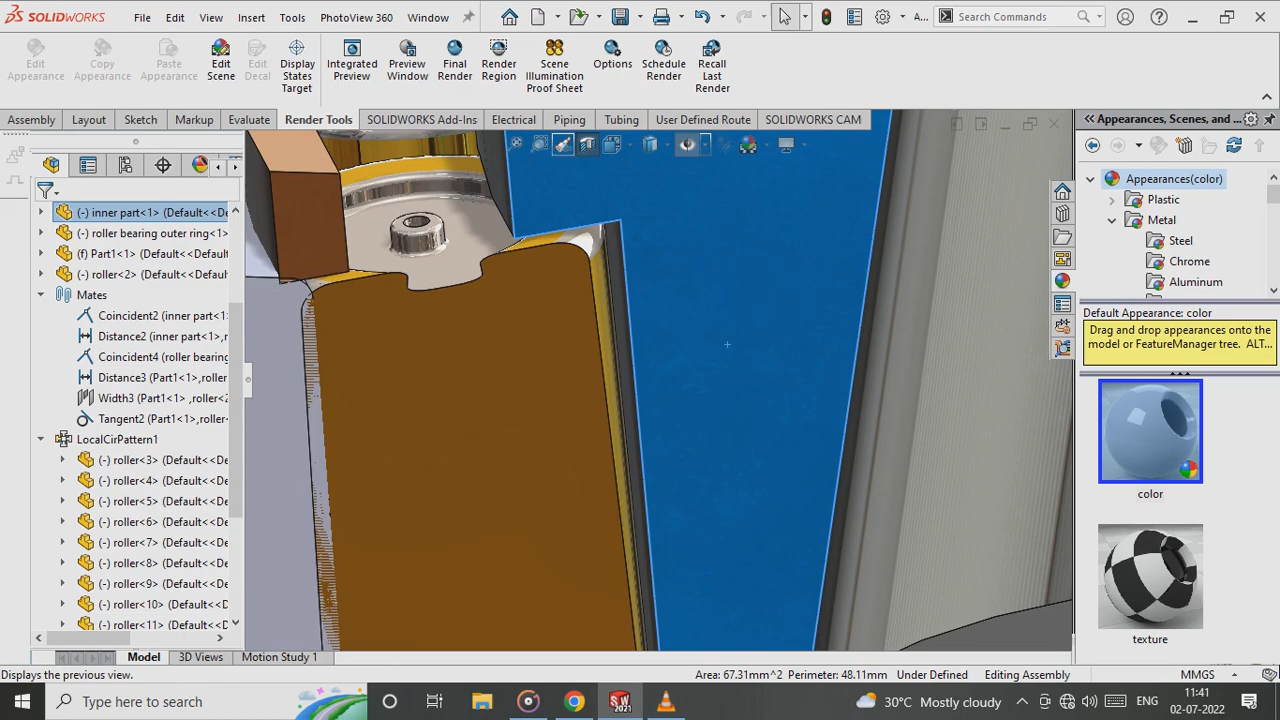 SOLIDWORKS
File
Edit
View
Insert
Tools
PhotoView 360
Window
A...
Search Commands
Edit Appearance
Copy Appearance
Paste Appearance
Edit Scene
Edit Decal
Display States Target
Integrated Preview
Preview Window
Final Render
Render Region
Scene Illumination Proof Sheet
Options
Schedule Render
Recall Last Render
Assembly
Layout
Sketch
Markup
Evaluate
Render Tools
SOLIDWORKS Add-Ins
Electrical
Piping
Tubing
User Defined Route
SOLIDWORKS CAM
(-) inner part<1> (Default<<D
(-) roller bearing outer ring<1>
(f) Part1<1> (Default<<Default
(-) roller<2> (Default<<Defaul
Mates
Coincident2 (inner part<1
Distance2 (inner part<1>,r
Coincident4 (roller bearing
Distance3 (Part1<1>,roller
Width3 (Part1<1>,roller<2
Tangent2 (Part1<1>,roller
LocalCirPattern1
(-) roller<3> (Default<<De
(-) roller<4> (Default<<De
(-) roller<5> (Default<<De
(-) roller<6> (Default<<De
(-) roller<7> (Default<<De
(-) roller<8> (Default<<De
(-) roller<9> (Default<<De
(-) roller<10> (Default<<D
(-) roller<11> (Default<<D
Model
3D Views
Motion Study 1
Appearances, Scenes, and...
Appearances(color)
Plastic
Metal
Steel
Chrome
Aluminum
Default Appearance: color
Drag and drop appearances onto the
model or FeatureManager tree. ALT...
color
texture
Displays the previous view.
Area: 67.31mm^2 Perimeter: 48.11mm
Under Defined
Editing Assembly
MMGS
Type here to search
SW
2021
30°C Mostly cloudy
ENG
11:41
02-07-2022